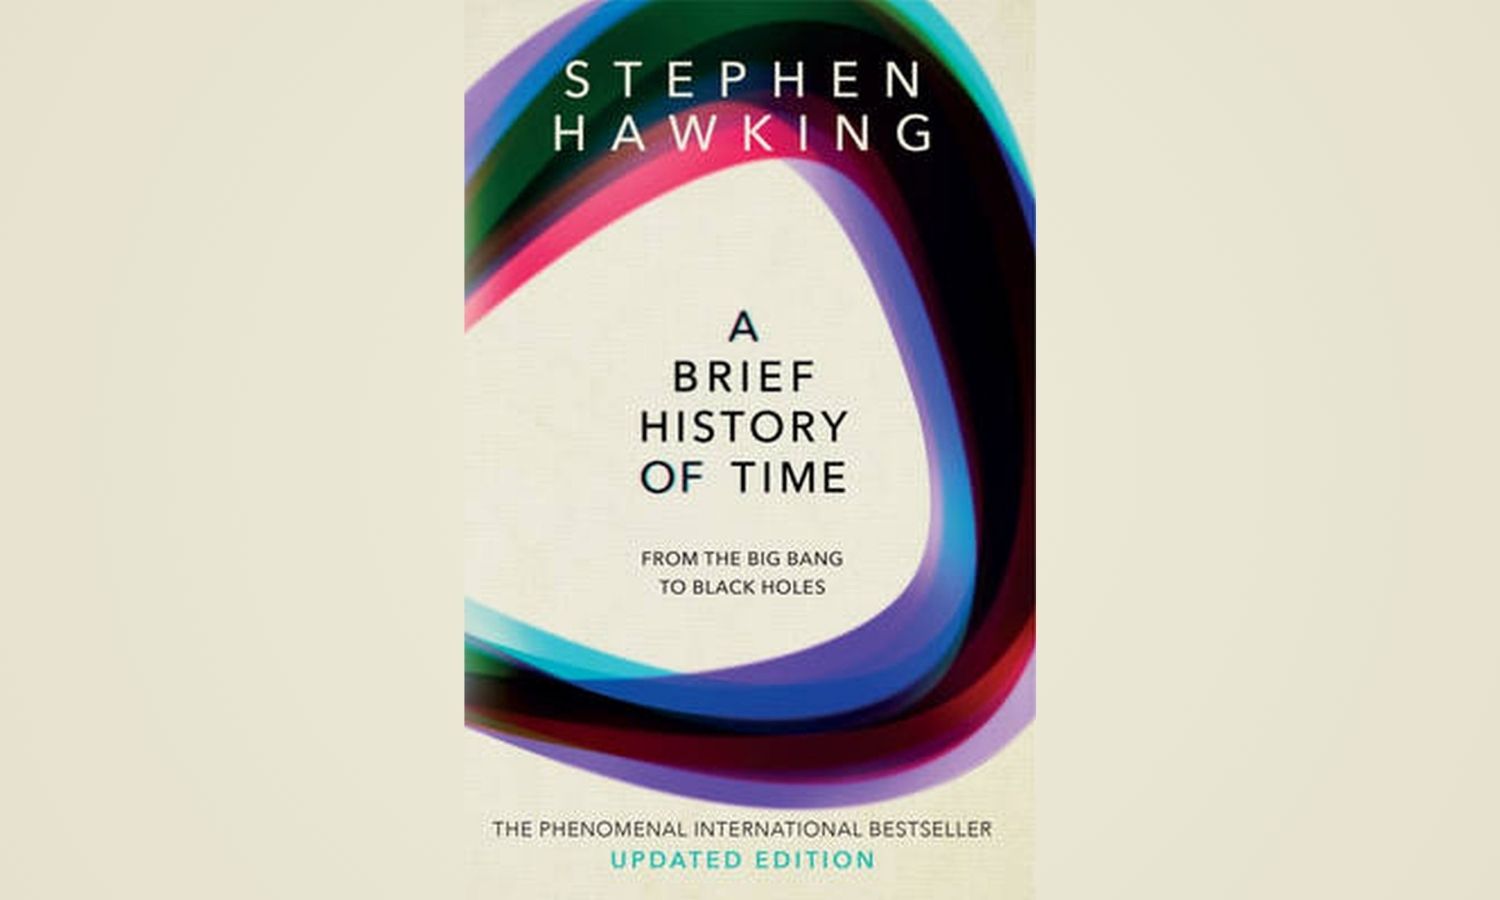 STEPHEN
HAWKING
A
BRIEF
HISTORY
OF TIME
FROM THE BIG BANG
TO BLACK HOLES
THE PHENOMENAL INTERNATIONAL BESTSELLER
UPDATED EDITION